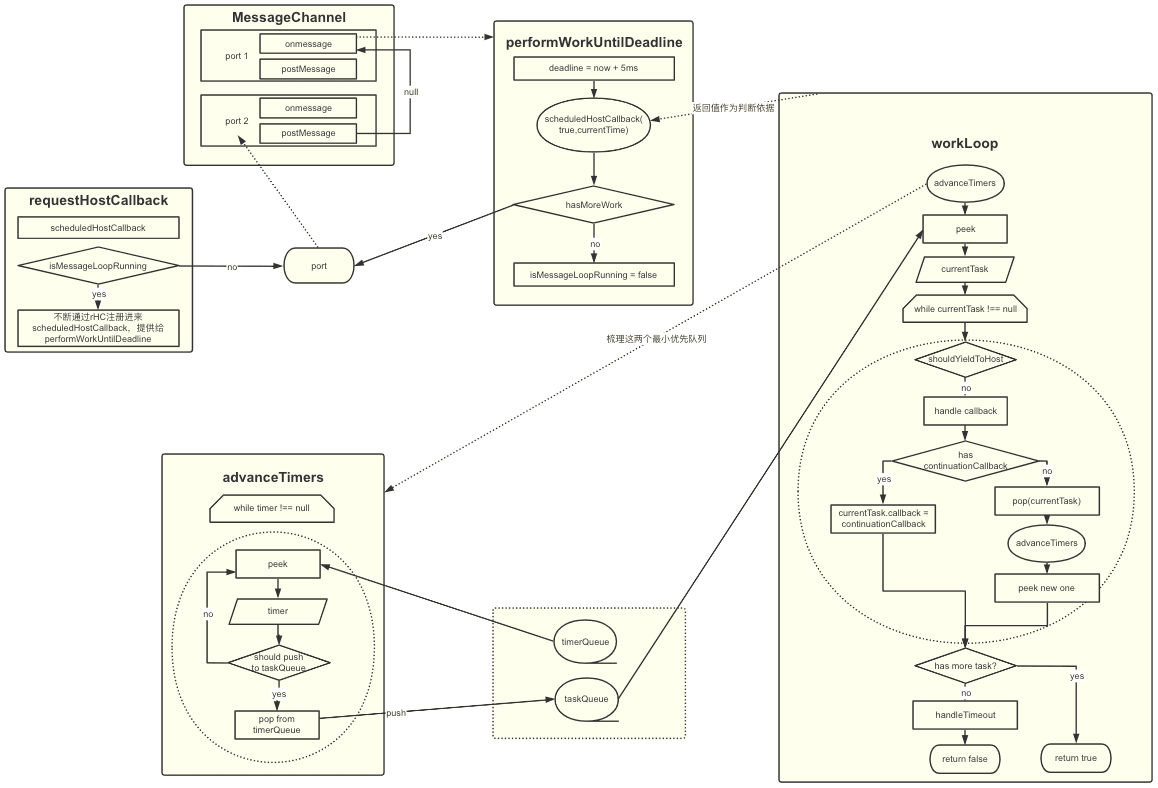 MessageChannel
port 1
onmessage
postMessage
null
port 2
onmessage
postMessage
requestHostCallback
scheduledHostCallback
isMessageLoopRunning
no
yes
不断通过rHC注册进来
scheduledHostCallback，提供给
performWorkUntilDeadline
port
yes
performWorkUntilDeadline
deadline = now + 5ms
scheduledHostCallback(
true,currentTime)
hasMoreWork
no
isMessageLoopRunning = false
返回值作为判断依据
梳理这两个最小优先队列
workLoop
advanceTimers
peek
currentTask
while currentTask !== null
shouldYieldToHost
no
handle callback
has
continuationCallback
yes
no
currentTask.callback =
continuationCallback
pop(currentTask)
advanceTimers
peek new one
has more task?
yes
no
handleTimeout
return false
return true
advanceTimers
while timer !== null
peek
timer
no
should push
to taskQueue
yes
pop from
timerQueue
push
timerQueue
taskQueue